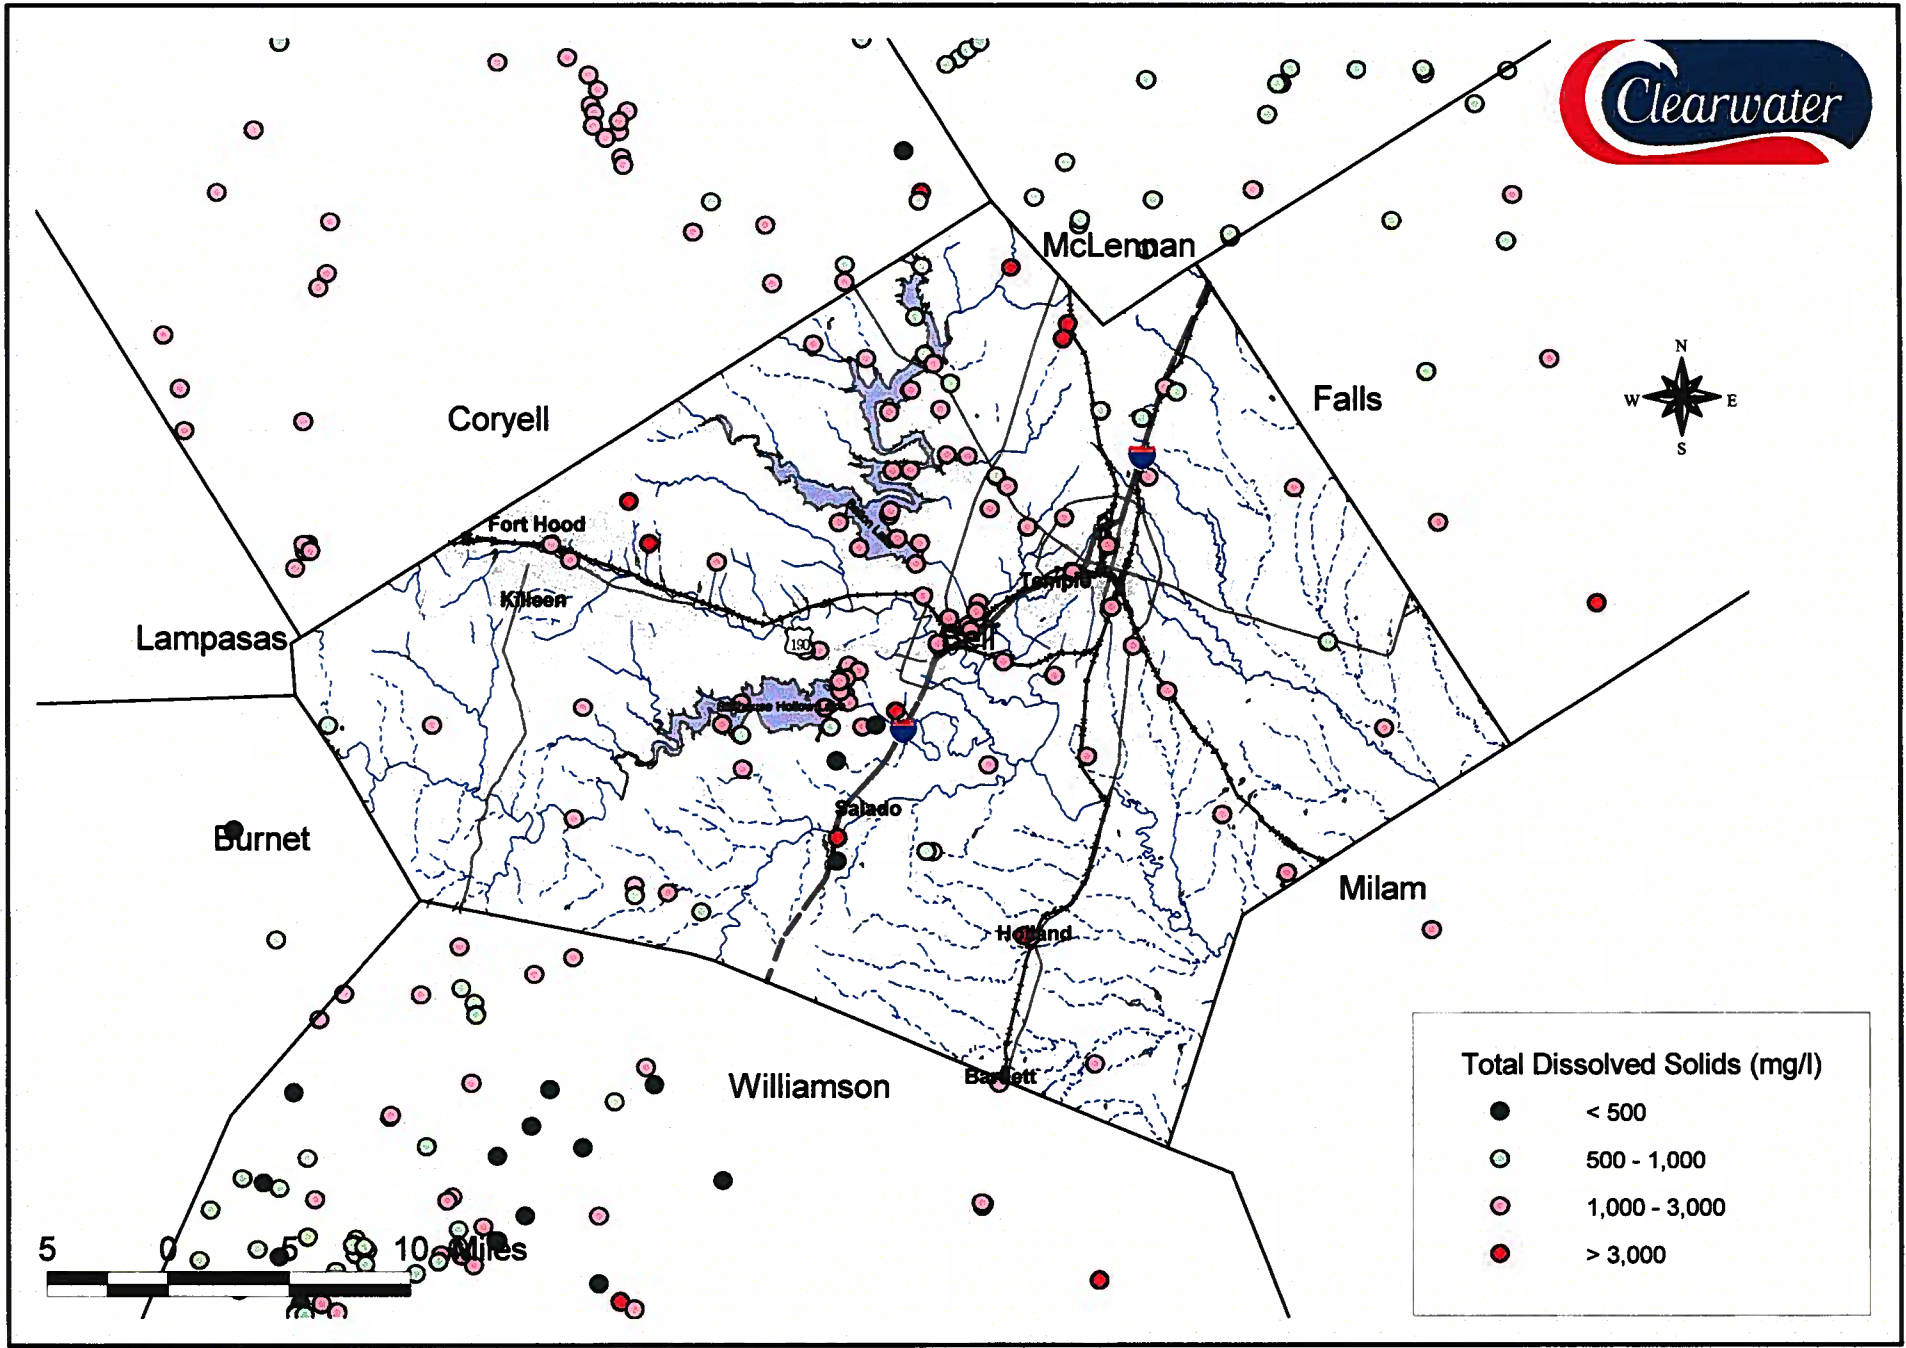 Clearwater
McLennan
N
W E
S
Falls
Coryell
Fort Hood
Killeen
Temple
Bell
Lampasas
190
Salado
Burnet
Milam
Holland
Williamson
Bartlett
Total Dissolved Solids (mg/l)
< 500
500 - 1,000
1,000 - 3,000
> 3,000
5 0 5 10 Miles